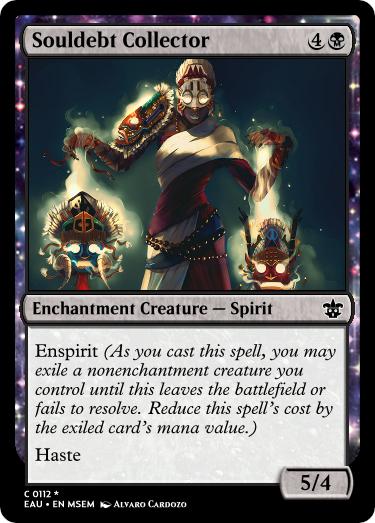 Souldebt Collector 4
Enchantment Creature — Spirit
Enspirit (As you cast this spell, you may
exile a nonenchantment creature you
control until this leaves the battlefield or
fails to resolve. Reduce this spell's cost by
the exiled card's mana value.)
Haste
5/4
C 0112 *
EAU • EN MSEM Alvaro Cardozo